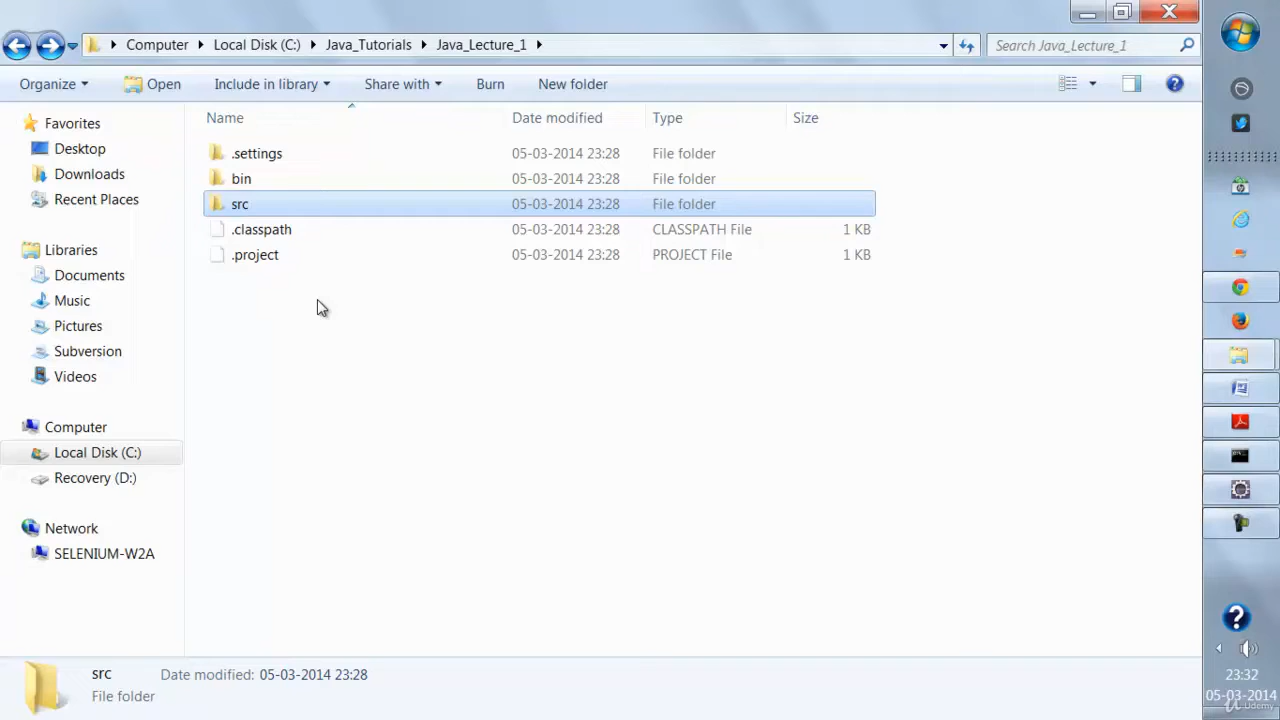 Computer Local Disk (C:) Java_Tutorials Java_Lecture_1 Search Java_Lecture_1
Organize Open Include in library Share with Burn New folder
Favorites
Desktop
Downloads
Recent Places
Libraries
Documents
Music
Pictures
Subversion
Videos
Computer
Local Disk (C:)
Recovery (D:)
Network
SELENIUM-W2A
Name Date modified Type Size
.settings 05-03-2014 23:28 File folder
bin 05-03-2014 23:28 File folder
src 05-03-2014 23:28 File folder
.classpath 05-03-2014 23:28 CLASSPATH File 1 KB
.project 05-03-2014 23:28 PROJECT File 1 KB
src Date modified: 05-03-2014 23:28
File folder
23:32
05-03-2014
Udemy